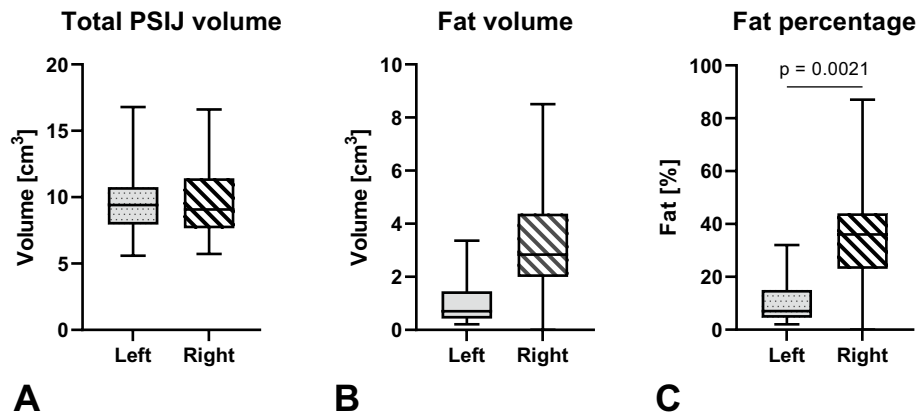 Total PSIJ volume
Volume [cm³]
20
15
10
5
0
Left Right
A
Fat volume
Volume [cm³]
10
8
6
4
2
0
Left Right
B
Fat percentage
p = 0.0021
Fat [%]
100
80
60
40
20
0
Left Right
C